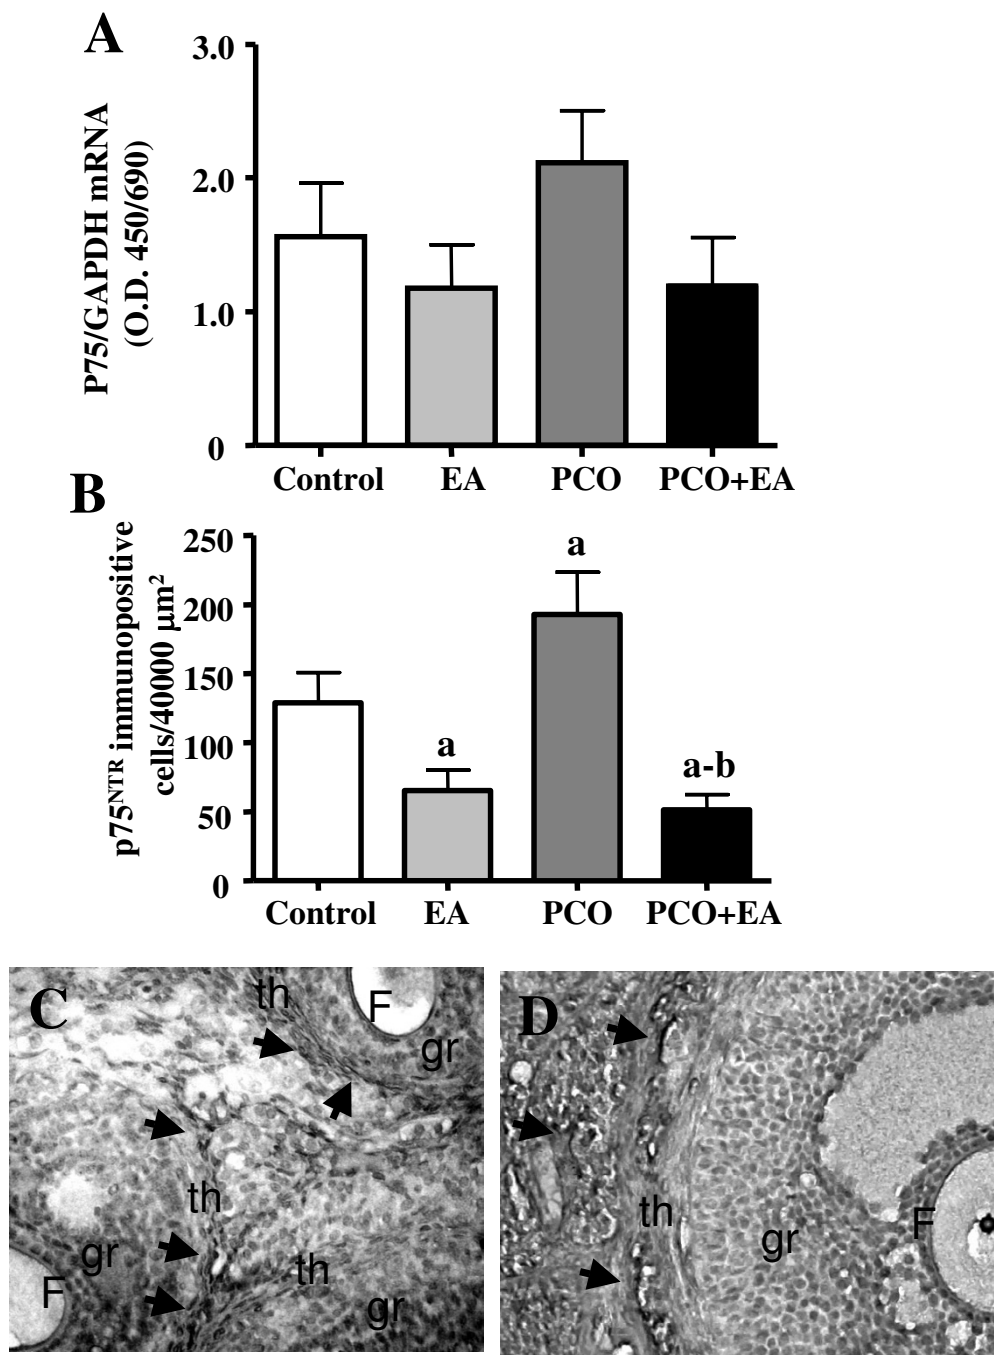 A
P75/GAPDH mRNA
(O.D. 450/690)
3.0
2.0
1.0
0
Control EA PCO PCO+EA
B
p75NTR immunopositive
cells/40000 µm2
250
200
150
100
50
0
a
a
a
a-b
Control EA PCO PCO+EA
C
th
F
gr
th
gr
th
F
gr
D
th
gr
F